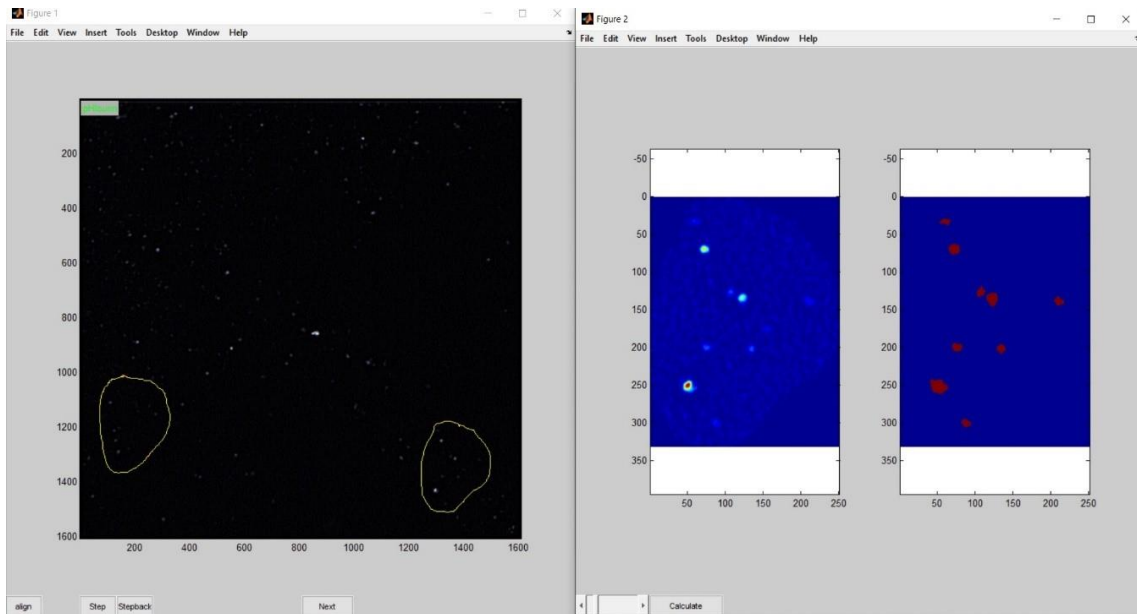 Figure 1
File Edit View Insert Tools Desktop Window Help
200
400
600
800
1000
1200
1400
1600
200 400 600 800 1000 1200 1400 1600
align Step Stepback Next
Figure 2
File Edit View Insert Tools Desktop Window Help
-50
0
50
100
150
200
250
300
350
50 100 150 200 250
-50
0
50
100
150
200
250
300
350
50 100 150 200 250
Calculate